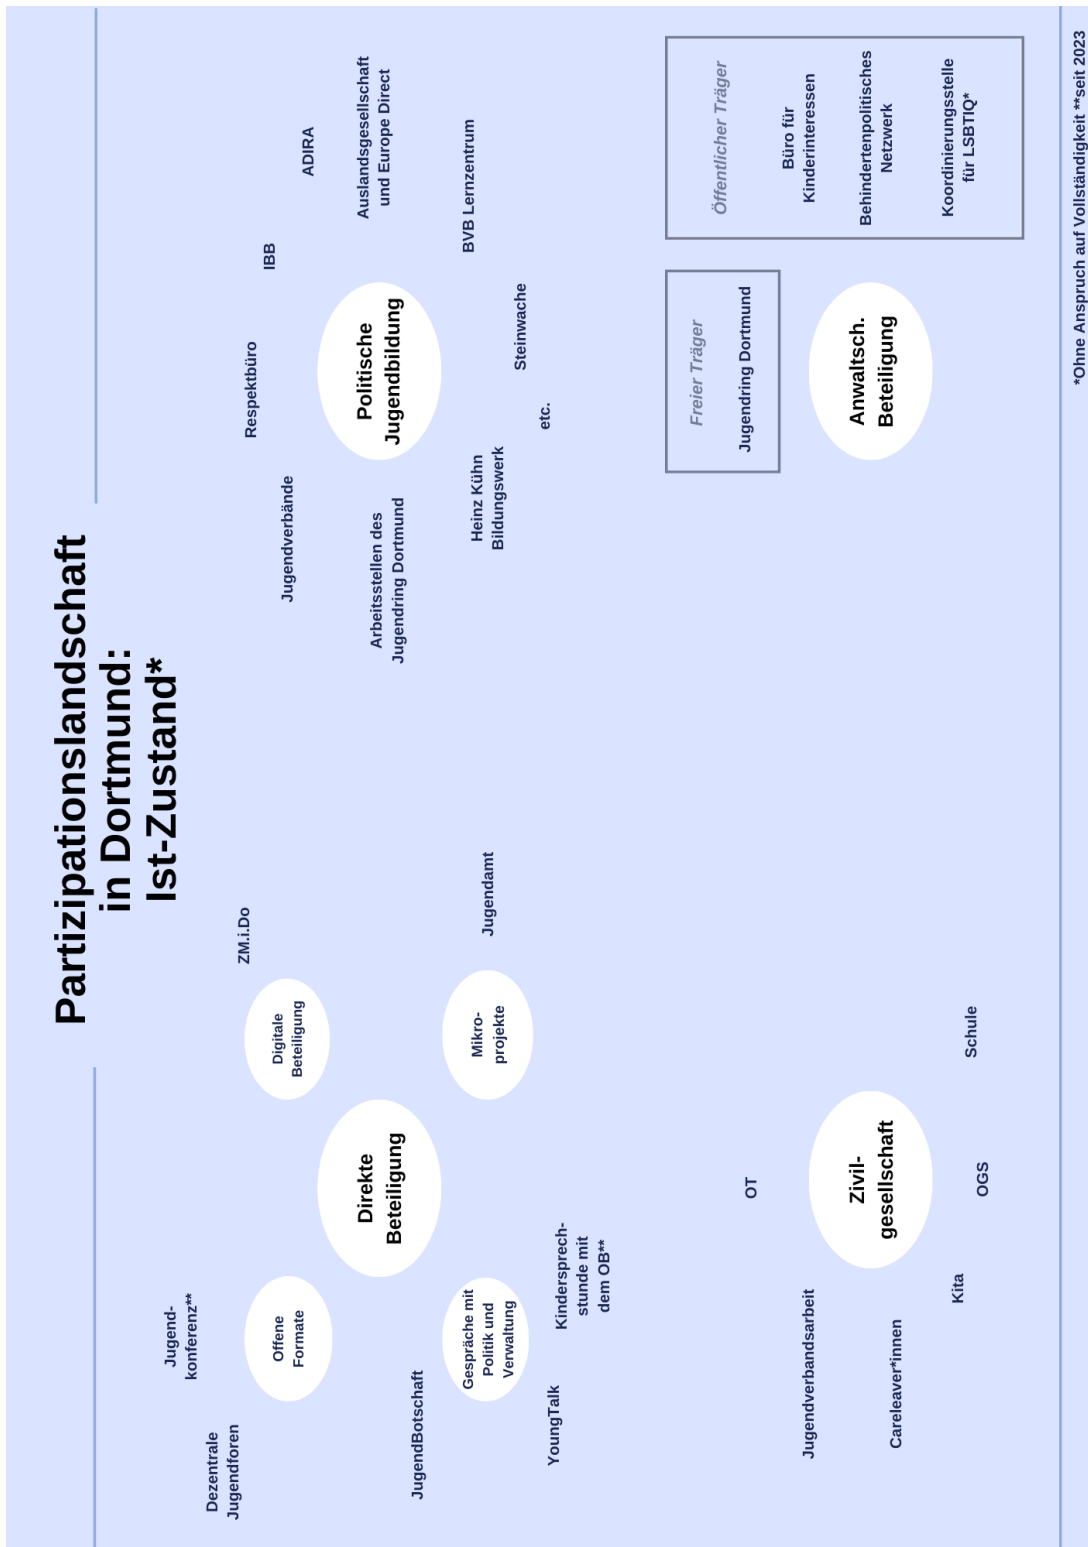 Partizipationslandschaft
in Dortmund:
Ist-Zustand*
Dezentrale
Jugendforen
Jugend-
konferenz**
Offene
Formate
Digitale
Beteiligung
ZM.i.Do
Direkte
Beteiligung
JugendBotschaft
Gespräche mit
Politik und
Verwaltung
YoungTalk
Kindersprech-
stunde mit
dem OB**
Mikro-
projekte
Jugendamt
Jugendverbände
Respektbüro
IBB
ADIRA
Politische
Jugendbildung
Auslandsgesellschaft
und Europe Direct
Arbeitsstellen des
Jugendring Dortmund
BVB Lernzentrum
Heinz Kühn
Bildungswerk
Steinwache
etc.
Zivil-
gesellschaft
OT
Jugendverbandsarbeit
Careleaver*innen
Kita
OGS
Schule
Freier Träger
Jugendring Dortmund
Öffentlicher Träger
Büro für
Kinderinteressen
Behindertenpolitisches
Netzwerk
Koordinierungsstelle
für LSBTIQ*
Anwaltsch.
Beteiligung
*Ohne Anspruch auf Vollständigkeit **seit 2023